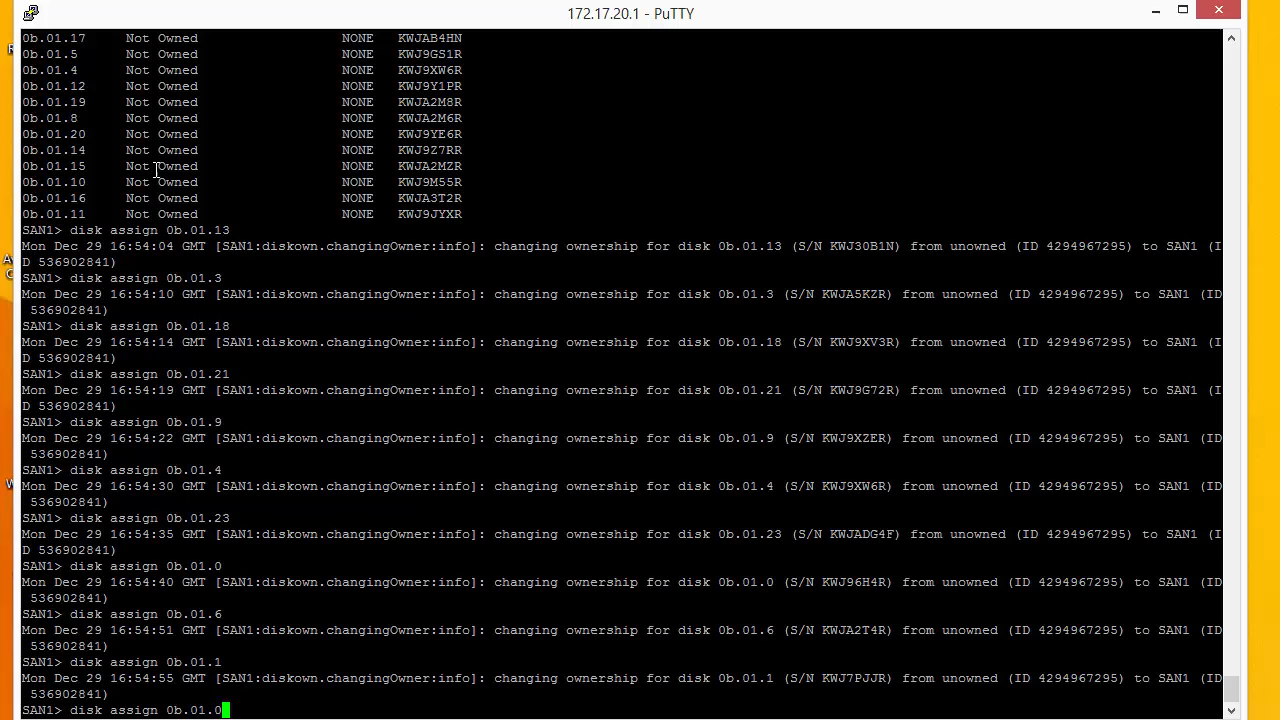 172.17.20.1 - PuTTY
0b.01.17     Not Owned                  NONE   KWJAB4HN
0b.01.5      Not Owned                  NONE   KWJ9GS1R
0b.01.4      Not Owned                  NONE   KWJ9XW6R
0b.01.12     Not Owned                  NONE   KWJ9Y1PR
0b.01.19     Not Owned                  NONE   KWJA2M8R
0b.01.8      Not Owned                  NONE   KWJA2M6R
0b.01.20     Not Owned                  NONE   KWJ9YE6R
0b.01.14     Not Owned                  NONE   KWJ9Z7RR
0b.01.15     Not Owned                  NONE   KWJA2MZR
0b.01.10     Not Owned                  NONE   KWJ9M55R
0b.01.16     Not Owned                  NONE   KWJA3T2R
0b.01.11     Not Owned                  NONE   KWJ9JYXR
SAN1> disk assign 0b.01.13
Mon Dec 29 16:54:04 GMT [SAN1:diskown.changingOwner:info]: changing ownership for disk 0b.01.13 (S/N KWJ30B1N) from unowned (ID 4294967295) to SAN1 (I
D 536902841)
SAN1> disk assign 0b.01.3
Mon Dec 29 16:54:10 GMT [SAN1:diskown.changingOwner:info]: changing ownership for disk 0b.01.3 (S/N KWJA5KZR) from unowned (ID 4294967295) to SAN1 (ID
 536902841)
SAN1> disk assign 0b.01.18
Mon Dec 29 16:54:14 GMT [SAN1:diskown.changingOwner:info]: changing ownership for disk 0b.01.18 (S/N KWJ9XV3R) from unowned (ID 4294967295) to SAN1 (I
D 536902841)
SAN1> disk assign 0b.01.21
Mon Dec 29 16:54:19 GMT [SAN1:diskown.changingOwner:info]: changing ownership for disk 0b.01.21 (S/N KWJ9G72R) from unowned (ID 4294967295) to SAN1 (I
D 536902841)
SAN1> disk assign 0b.01.9
Mon Dec 29 16:54:22 GMT [SAN1:diskown.changingOwner:info]: changing ownership for disk 0b.01.9 (S/N KWJ9XZER) from unowned (ID 4294967295) to SAN1 (ID
 536902841)
SAN1> disk assign 0b.01.4
Mon Dec 29 16:54:30 GMT [SAN1:diskown.changingOwner:info]: changing ownership for disk 0b.01.4 (S/N KWJ9XW6R) from unowned (ID 4294967295) to SAN1 (ID
 536902841)
SAN1> disk assign 0b.01.23
Mon Dec 29 16:54:35 GMT [SAN1:diskown.changingOwner:info]: changing ownership for disk 0b.01.23 (S/N KWJADG4F) from unowned (ID 4294967295) to SAN1 (I
D 536902841)
SAN1> disk assign 0b.01.0
Mon Dec 29 16:54:40 GMT [SAN1:diskown.changingOwner:info]: changing ownership for disk 0b.01.0 (S/N KWJ96H4R) from unowned (ID 4294967295) to SAN1 (ID
 536902841)
SAN1> disk assign 0b.01.6
Mon Dec 29 16:54:51 GMT [SAN1:diskown.changingOwner:info]: changing ownership for disk 0b.01.6 (S/N KWJA2T4R) from unowned (ID 4294967295) to SAN1 (ID
 536902841)
SAN1> disk assign 0b.01.1
Mon Dec 29 16:54:55 GMT [SAN1:diskown.changingOwner:info]: changing ownership for disk 0b.01.1 (S/N KWJ7PJJR) from unowned (ID 4294967295) to SAN1 (ID
 536902841)
SAN1> disk assign 0b.01.0